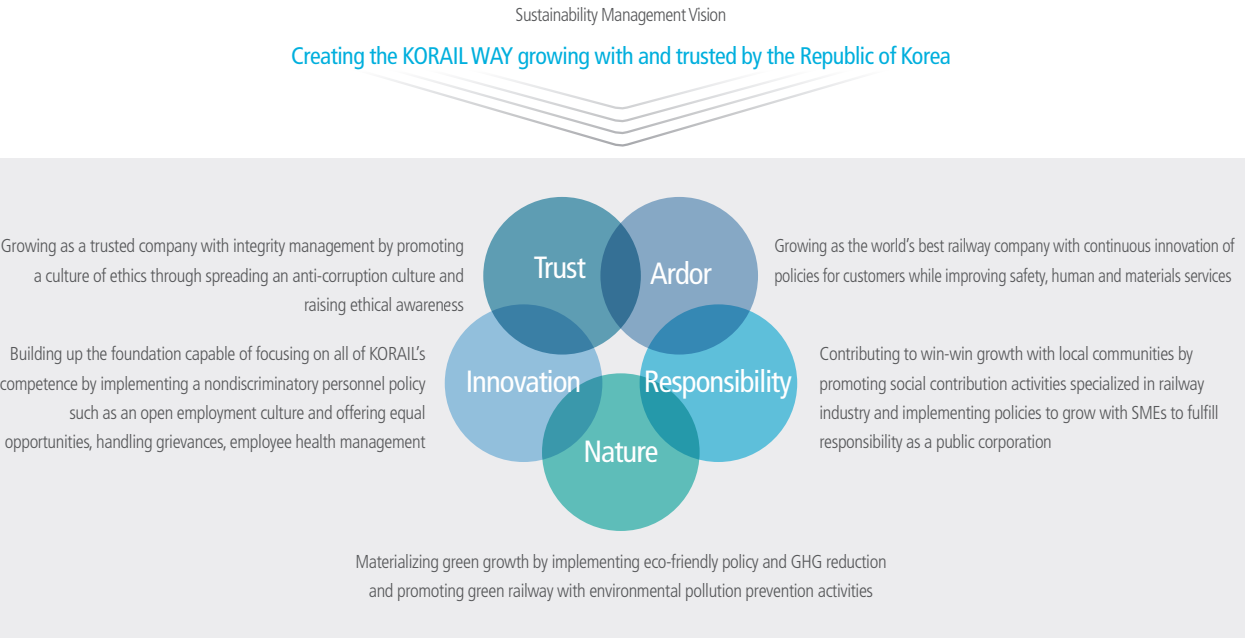 Sustainability Management Vision
Creating the KORAIL WAY growing with and trusted by the Republic of Korea
Trust
Ardor
Growing as a trusted company with integrity management by promoting
a culture of ethics through spreading an anti-corruption culture and
raising ethical awareness
Growing as the world's best railway company with continuous innovation of
policies for customers while improving safety, human and materials services
Innovation
Responsibility
Building up the foundation capable of focusing on all of KORAIL's
competence by implementing a nondiscriminatory personnel policy
such as an open employment culture and offering equal
opportunities, handling grievances, employee health management
Contributing to win-win growth with local communities by
promoting social contribution activities specialized in railway
industry and implementing policies to grow with SMEs to fulfill
responsibility as a public corporation
Nature
Materializing green growth by implementing eco-friendly policy and GHG reduction
and promoting green railway with environmental pollution prevention activities